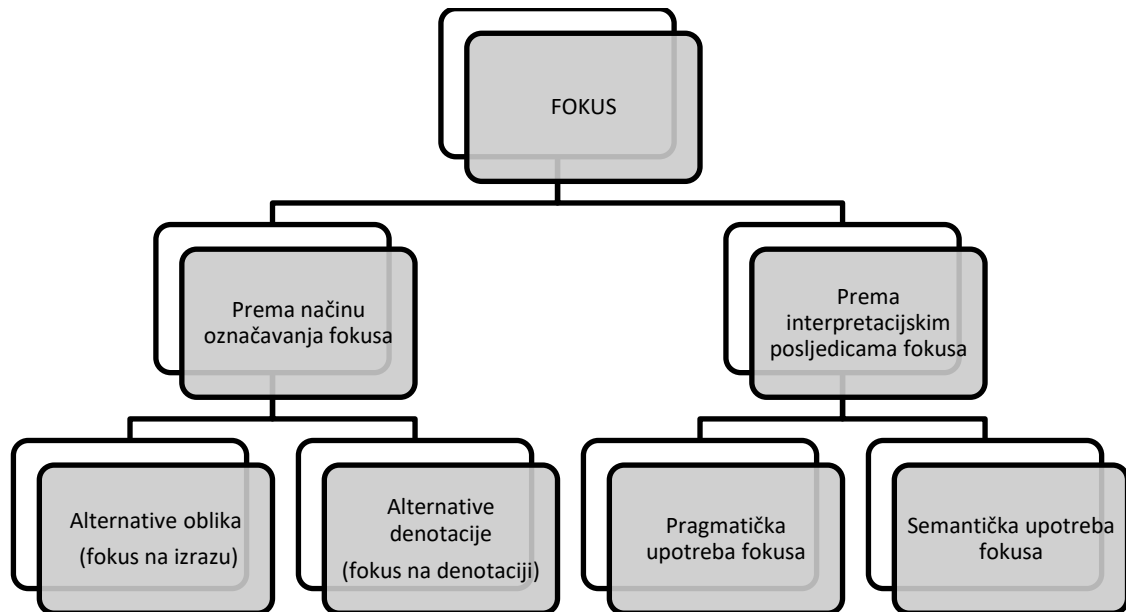 FOKUS
Prema načinu
označavanja fokusa
Prema
interpretacijskim
posljedicama fokusa
Alternative oblika
(fokus na izrazu)
Alternative
denotacije
(fokus na denotaciji)
Pragmatička
upotreba fokusa
Semantička upotreba
fokusa